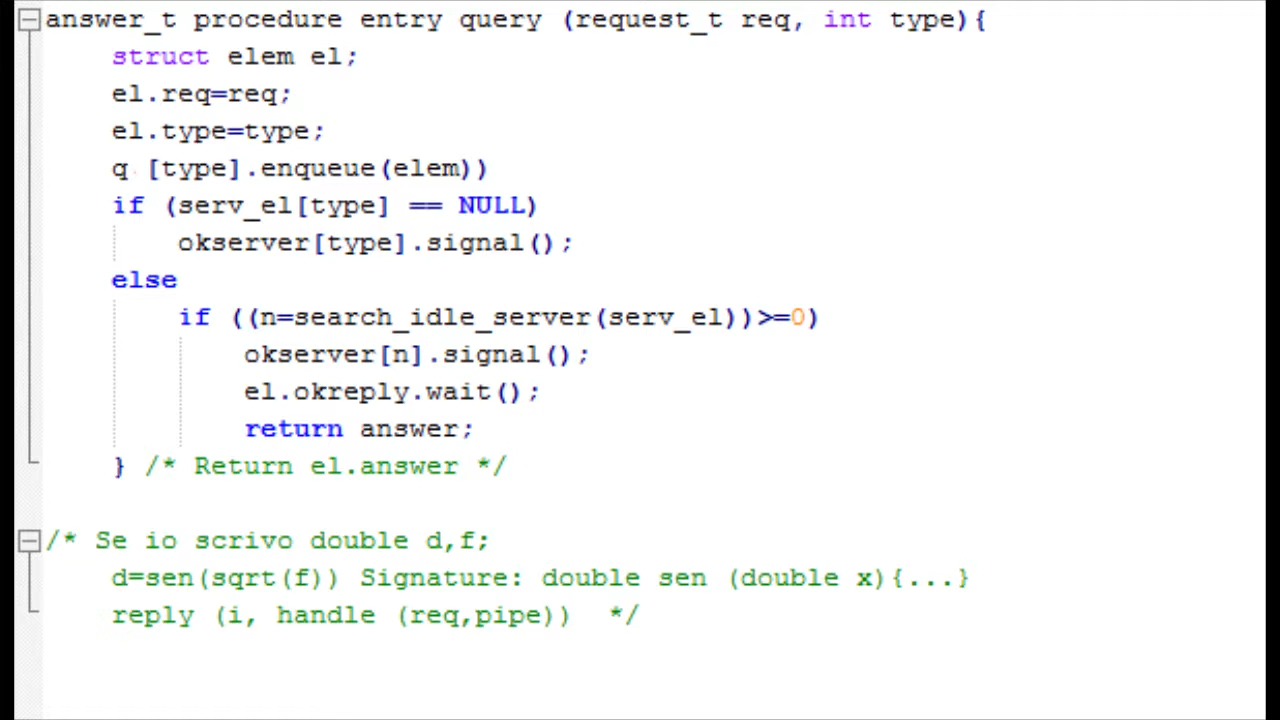 answer_t procedure entry query (request_t req, int type){
struct elem el;
el.req=req;
el.type=type;
q [type].enqueue(elem))
if (serv_el[type] == NULL)
okserver[type].signal();
else
if ((n=search_idle_server(serv_el))>=0)
okserver[n].signal();
el.okreply.wait();
return answer;
} /* Return el.answer */
/* Se io scrivo double d,f;
d=sen(sqrt(f)) Signature: double sen (double x){...}
reply (i, handle (req,pipe))  */